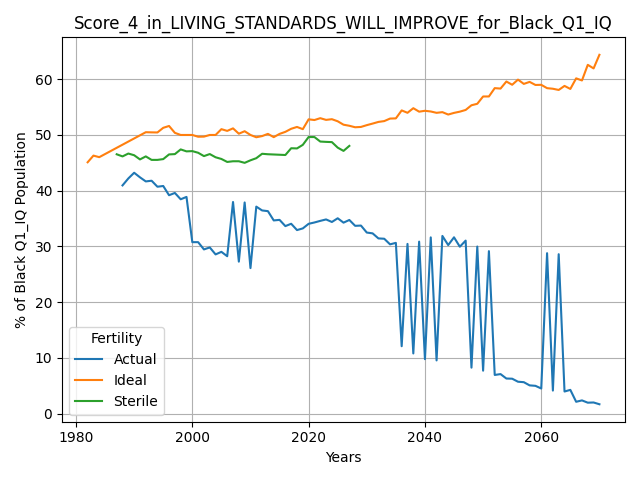 Score_4_in_LIVING_STANDARDS_WILL_IMPROVE_for_Black_Q1_IQ
% of Black Q1_IQ Population
60
50
40
30
20
10
0
Fertility
Actual
Ideal
Sterile
1980
2000
2020
2040
2060
Years